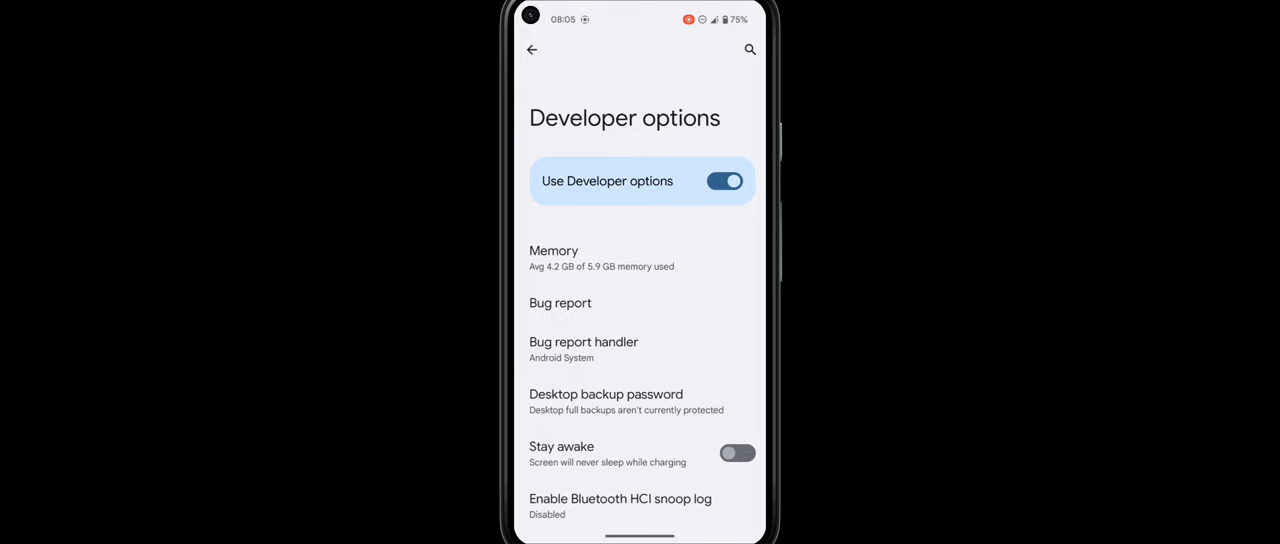 08:05 75%
Developer options
Use Developer options
Memory
Avg 4.2 GB of 5.9 GB memory used
Bug report
Bug report handler
Android System
Desktop backup password
Desktop full backups aren't currently protected
Stay awake
Screen will never sleep while charging
Enable Bluetooth HCI snoop log
Disabled